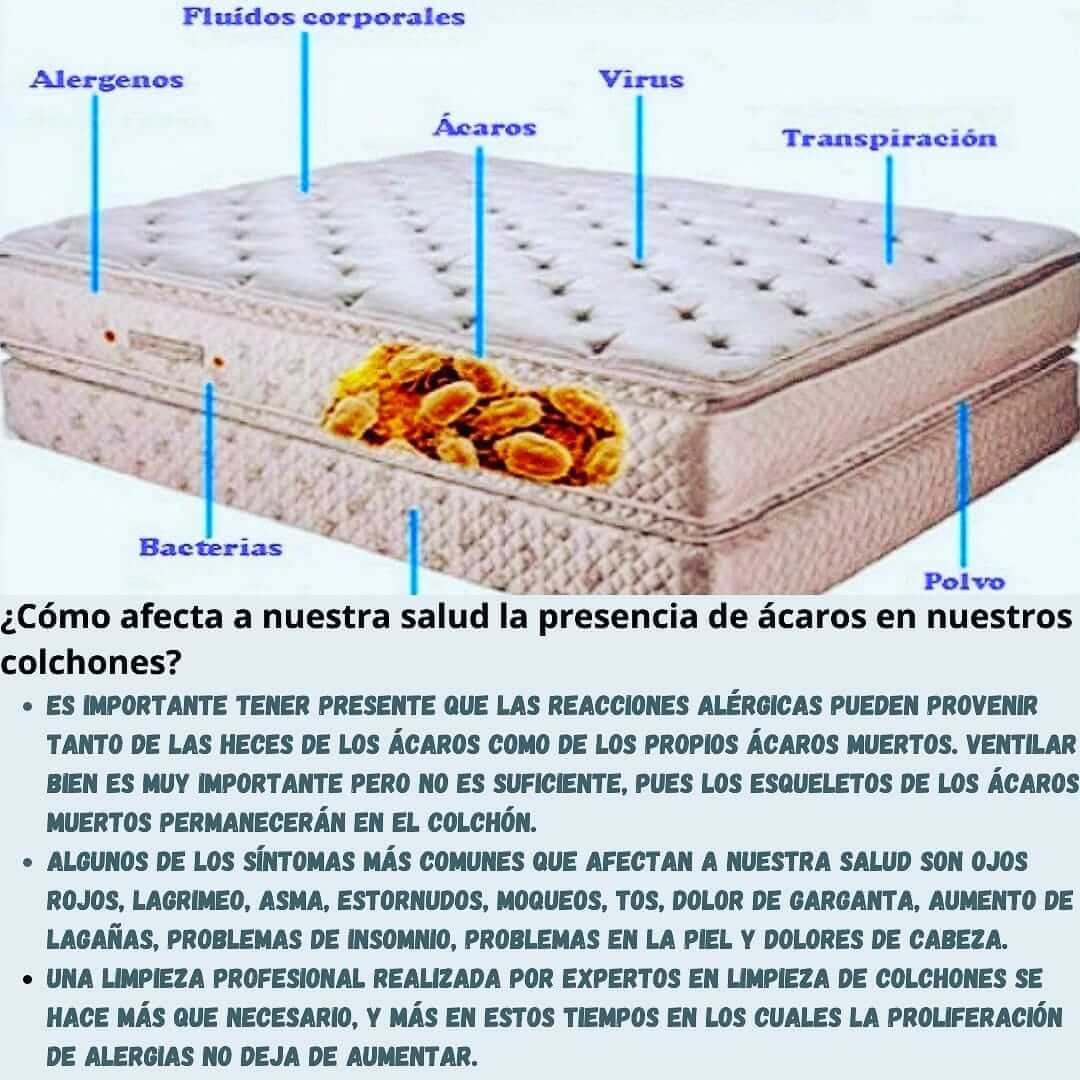 Fluídos corporales
Alergenos
Virus
Ácaros
Transpiración
Bacterias
Polvo
¿Cómo afecta a nuestra salud la presencia de ácaros en nuestros
colchones?
• ES IMPORTANTE TENER PRESENTE QUE LAS REACCIONES ALÉRGICAS PUEDEN PROVENIR
TANTO DE LAS HECES DE LOS ÁCAROS COMO DE LOS PROPIOS ÁCAROS MUERTOS. VENTILAR
BIEN ES MUY IMPORTANTE PERO NO ES SUFICIENTE, PUES LOS ESQUELETOS DE LOS ÁCAROS
MUERTOS PERMANECERÁN EN EL COLCHÓN.
• ALGUNOS DE LOS SÍNTOMAS MÁS COMUNES QUE AFECTAN A NUESTRA SALUD SON OJOS
ROJOS, LAGRIMEO, ASMA, ESTORNUDOS, MOQUEOS, TOS, DOLOR DE GARGANTA, AUMENTO DE
LAGAÑAS, PROBLEMAS DE INSOMNIO, PROBLEMAS EN LA PIEL Y DOLORES DE CABEZA.
• UNA LIMPIEZA PROFESIONAL REALIZADA POR EXPERTOS EN LIMPIEZA DE COLCHONES SE
HACE MÁS QUE NECESARIO, Y MÁS EN ESTOS TIEMPOS EN LOS CUALES LA PROLIFERACIÓN
DE ALERGIAS NO DEJA DE AUMENTAR.